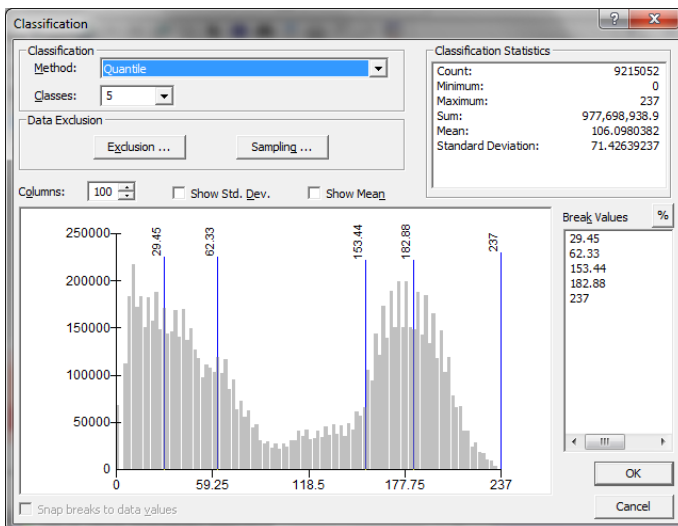 Classification
Classification
Method: Quantile
Classes: 5
Data Exclusion
Exclusion ...
Sampling ...
Classification Statistics
Count: 9215052
Minimum: 0
Maximum: 237
Sum: 977,698,938.9
Mean: 106.0980382
Standard Deviation: 71.42639237
Columns: 100
Show Std. Dev.
Show Mean
Break Values
%
29.45
62.33
153.44
182.88
237
250000
200000
150000
100000
50000
0
29.45
62.33
153.44
182.88
237
0 59.25 118.5 177.75 237
Snap breaks to data values
OK
Cancel